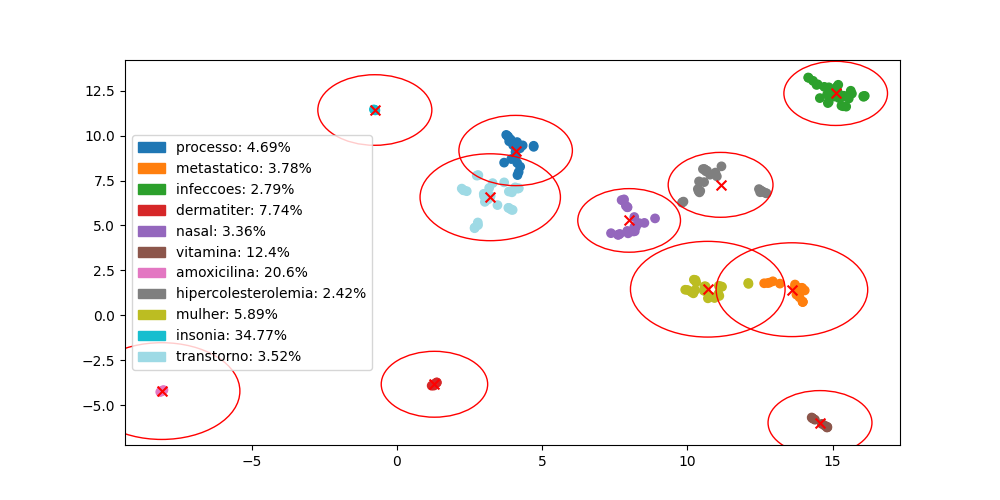 12.5
10.0
7.5
5.0
2.5
0.0
−2.5
−5.0
processo: 4.69%
metastatico: 3.78%
infeccoes: 2.79%
dermatiter: 7.74%
nasal: 3.36%
vitamina: 12.4%
amoxicilina: 20.6%
hipercolesterolemia: 2.42%
mulher: 5.89%
insonia: 34.77%
transtorno: 3.52%
−5 0 5 10 15